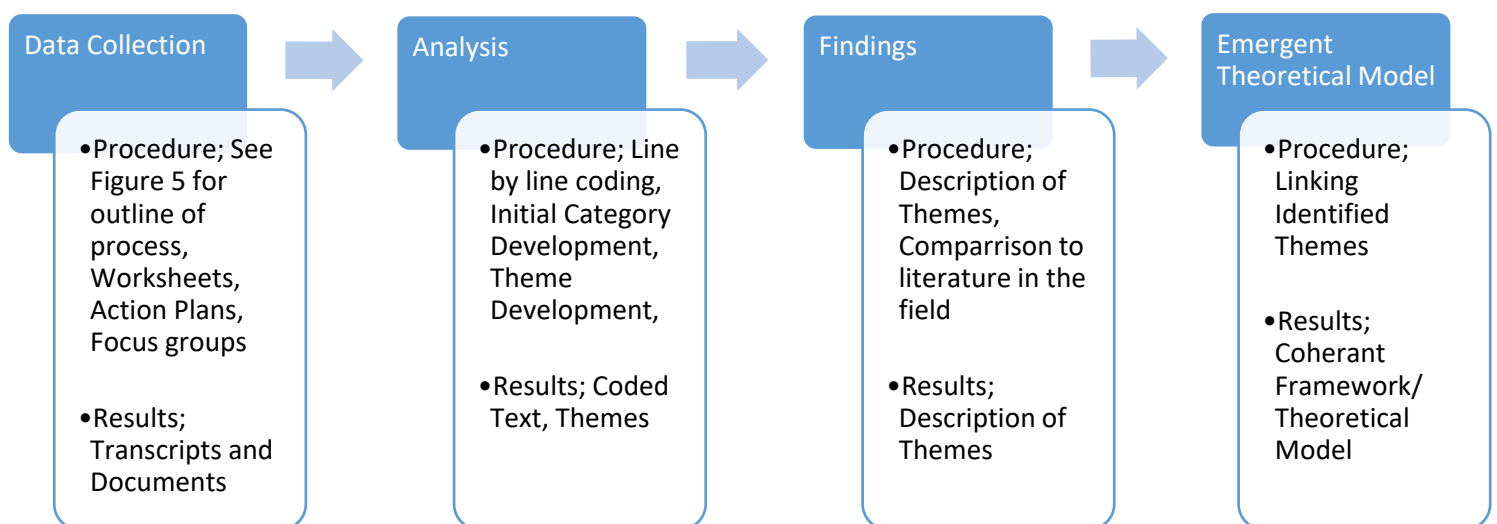 Data Collection
•Procedure; See
Figure 5 for
outline of
process,
Worksheets,
Action Plans,
Focus groups
•Results;
Transcripts and
Documents
Analysis
•Procedure; Line
by line coding,
Initial Category
Development,
Theme
Development,
•Results; Coded
Text, Themes
Findings
•Procedure;
Description of
Themes,
Comparrison to
literature in the
field
•Results;
Description of
Themes
Emergent
Theoretical Model
•Procedure;
Linking
Identified
Themes
•Results;
Coherant
Framework/
Theoretical
Model